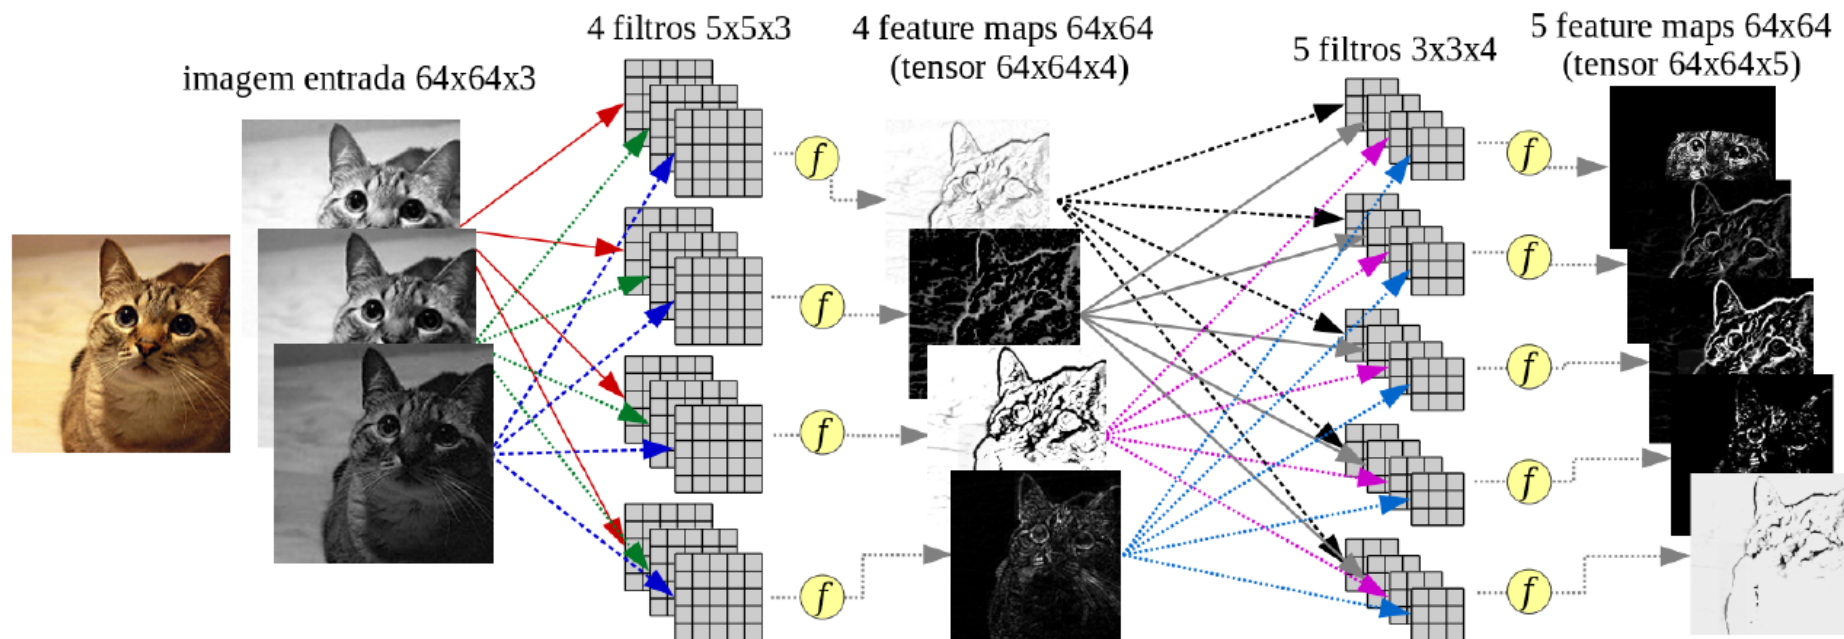 imagem entrada 64x64x3
4 filtros 5x5x3
4 feature maps 64x64
(tensor 64x64x4)
5 filtros 3x3x4
5 feature maps 64x64
(tensor 64x64x5)
f
f
f
f
f
f
f
f
f